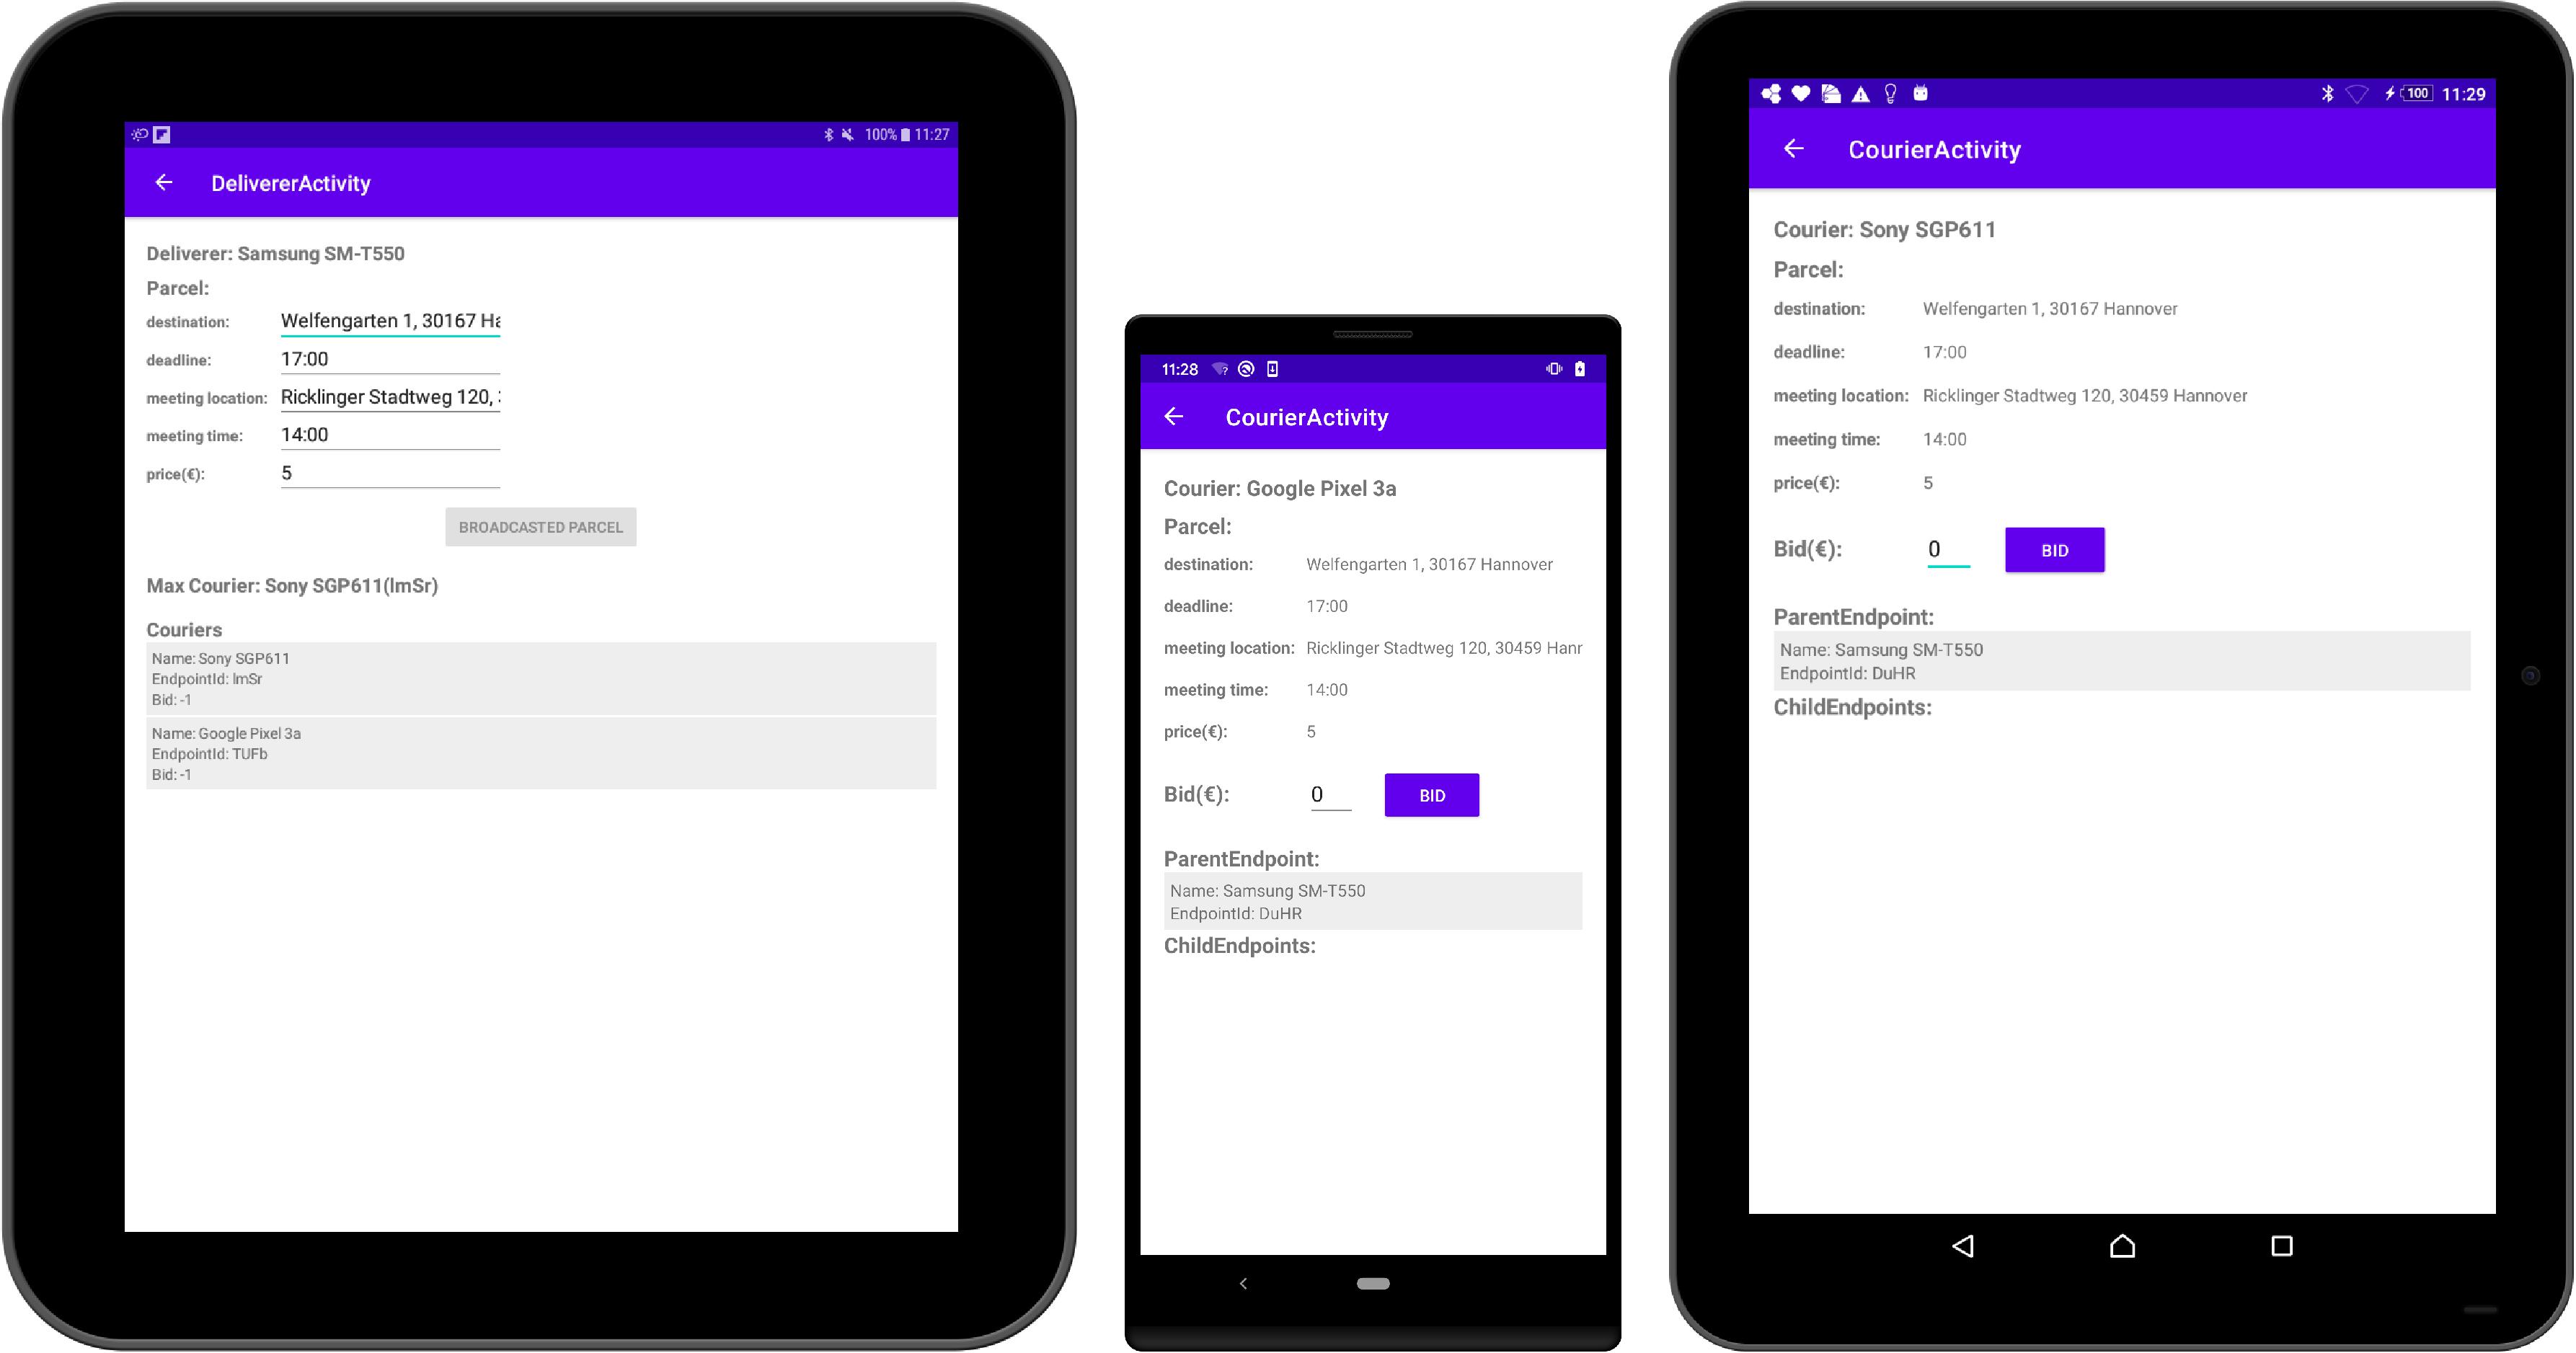 100% 11:27
DelivererActivity
Deliverer: Samsung SM-T550
Parcel:
destination: Welfengarten 1, 30167 Ha
deadline: 17:00
meeting location: Ricklinger Stadtweg 120,
meeting time: 14:00
price(€): 5
BROADCASTED PARCEL
Max Courier: Sony SGP611(lmSr)
Couriers
Name: Sony SGP611
EndpointId: lmSr
Bid: -1
Name: Google Pixel 3a
EndpointId: TUFb
Bid: -1
11:28
CourierActivity
Courier: Google Pixel 3a
Parcel:
destination: Welfengarten 1, 30167 Hannover
deadline: 17:00
meeting location: Ricklinger Stadtweg 120, 30459 Hanr
meeting time: 14:00
price(€): 5
Bid(€): 0 BID
ParentEndpoint:
Name: Samsung SM-T550
EndpointId: DuHR
ChildEndpoints:
100 11:29
CourierActivity
Courier: Sony SGP611
Parcel:
destination: Welfengarten 1, 30167 Hannover
deadline: 17:00
meeting location: Ricklinger Stadtweg 120, 30459 Hannover
meeting time: 14:00
price(€): 5
Bid(€): 0 BID
ParentEndpoint:
Name: Samsung SM-T550
EndpointId: DuHR
ChildEndpoints: